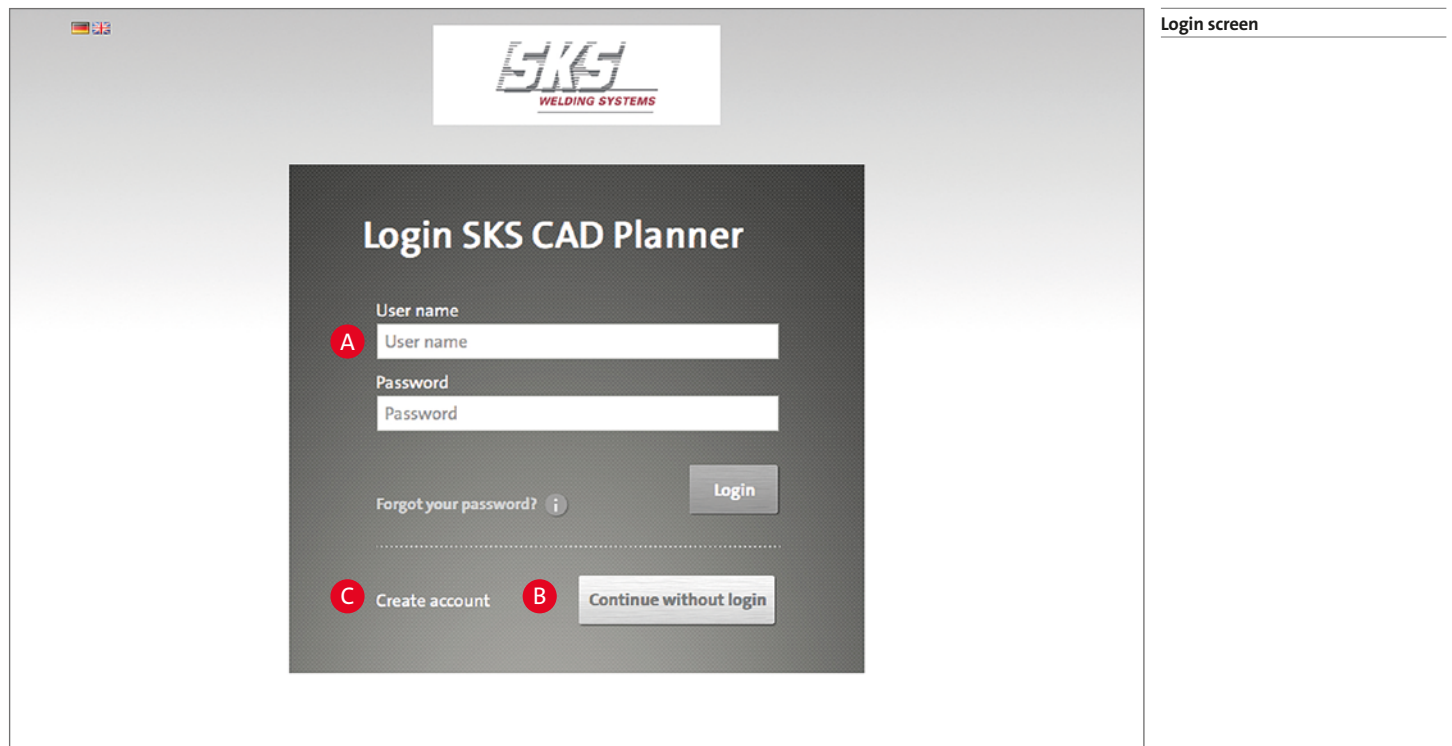 SKS
WELDING SYSTEMS
Login SKS CAD Planner
User name
A
User name
Password
Password
Forgot your password? i
Login
C
Create account
B
Continue without login
Login screen